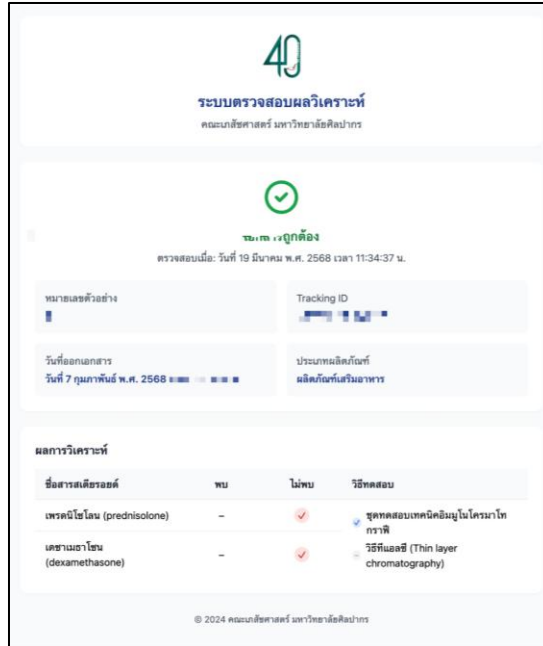 40
ระบบตรวจสอบผลวิเคราะห์
คณะเภสัชศาสตร์ มหาวิทยาลัยศิลปากร
ถูกต้อง
ตรวจสอบเมื่อ: วันที่ 19 มีนาคม พ.ศ. 2568 เวลา 11:34:37 น.
หมายเลขตัวอย่าง
Tracking ID
วันที่ออกเอกสาร
วันที่ 7 กุมภาพันธ์ พ.ศ. 2568
ประเภทผลิตภัณฑ์
ผลิตภัณฑ์เสริมอาหาร
ผลการวิเคราะห์
ชื่อสารสเตียรอยด์ พบ ไม่พบ วิธีทดสอบ
เพรดนิโซโลน (prednisolone) –
ชุดทดสอบเทคนิคอิมมูโนโครมาโท
กราฟิ
เดซาเมธาโซน
(dexamethasone) –
วิธีทีแอลซี (Thin layer
chromatography)
© 2024 คณะเภสัชศาสตร์ มหาวิทยาลัยศิลปากร